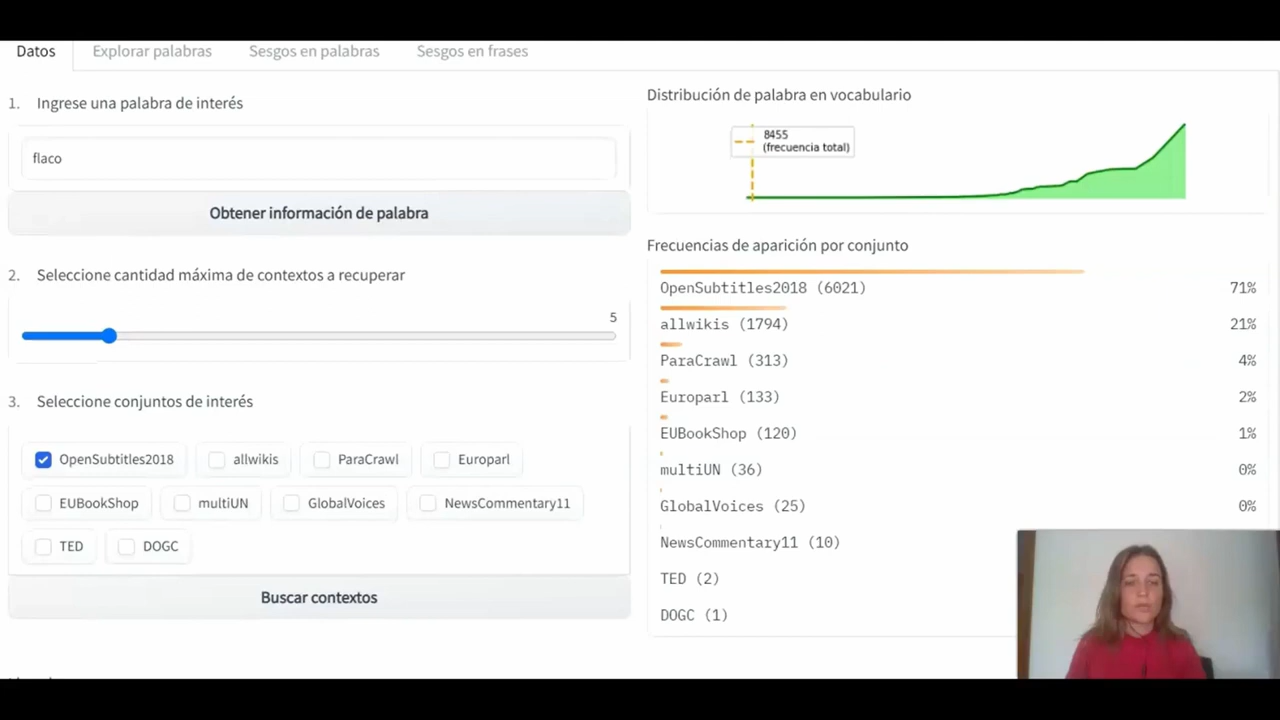 Datos Explorar palabras Sesgos en palabras Sesgos en frases
1. Ingrese una palabra de interés
flaco
Obtener información de palabra
2. Seleccione cantidad máxima de contextos a recuperar
5
3. Seleccione conjuntos de interés
OpenSubtitles2018 allwikis ParaCrawl Europarl
EUBookShop multiUN GlobalVoices NewsCommentary11
TED DOGC
Buscar contextos
Distribución de palabra en vocabulario
8455
(frecuencia total)
Frecuencias de aparición por conjunto
OpenSubtitles2018 (6021) 71%
allwikis (1794) 21%
ParaCrawl (313) 4%
Europarl (133) 2%
EUBookShop (120) 1%
multiUN (36) 0%
GlobalVoices (25) 0%
NewsCommentary11 (10)
TED (2)
DOGC (1)